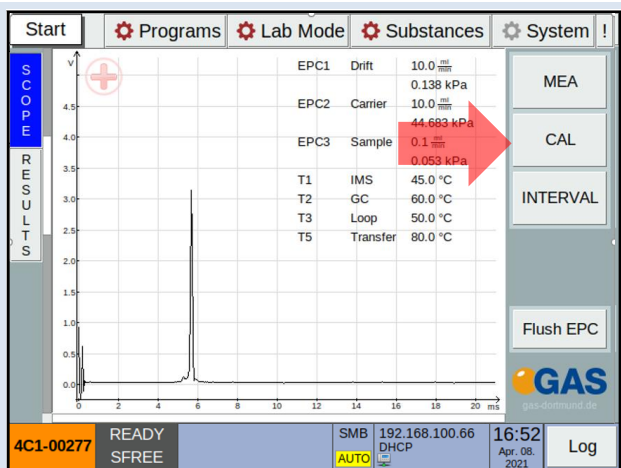 Start
Programs
Lab Mode
Substances
System
!
SCOPE
RESULTS
V
4.5
4.0
3.5
3.0
2.5
2.0
1.5
1.0
0.5
0.0
0 2 4 6 8 10 12 14 16 18 20 ms
EPC1 Drift 10.0 ml/min
0.138 kPa
EPC2 Carrier 10.0 ml/min
44.683 kPa
EPC3 Sample 0.1 ml/min
0.053 kPa
T1 IMS 45.0 °C
T2 GC 60.0 °C
T3 Loop 50.0 °C
T5 Transfer 80.0 °C
MEA
CAL
INTERVAL
Flush EPC
GAS
gas-dortmund.de
4C1-00277
READY
SFREE
SMB
AUTO
192.168.100.66
DHCP
16:52
Apr. 08.
2021
Log